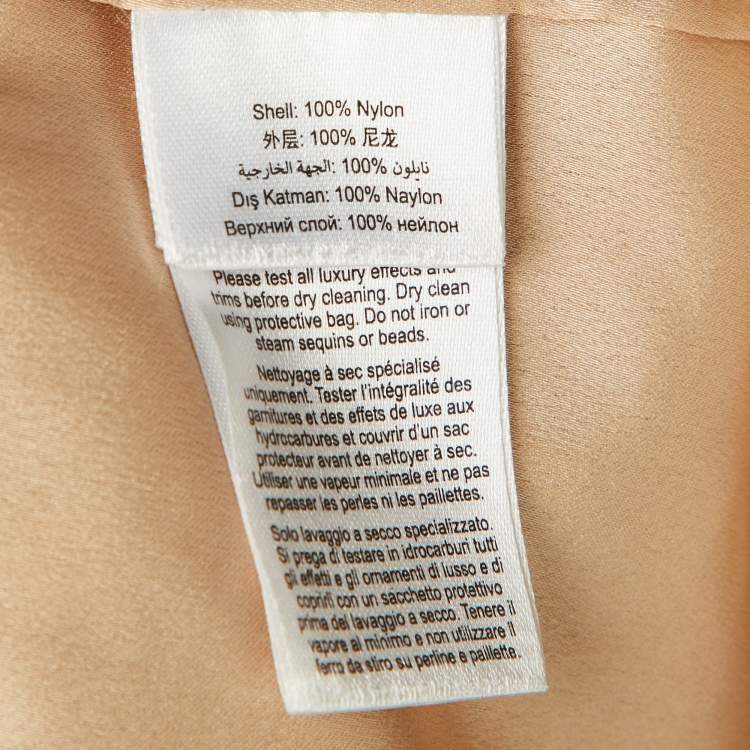 Shell: 100% Nylon
外层: 100% 尼龙
الجهة الخارجية: 100% نايلون
Dış Katman: 100% Naylon
Верхний слой: 100% нейлон
Please test all luxury effects and
trims before dry cleaning. Dry clean
using protective bag. Do not iron or
steam sequins or beads.
Nettoyage à sec spécialisé
uniquement. Tester l'intégralité des
garnitures et des effets de luxe aux
hydrocarbures et couvrir d'un sac
protecteur avant de nettoyer à sec.
Utiliser une vapeur minimale et ne pas
repasser les perles ni les paillettes.
Solo lavaggio a secco specializzato.
Si prega di testare in idrocarburi tutti
gli effetti e gli ornamenti di lusso e di
coprirli con un sacchetto protettivo
prima del lavaggio a secco. Tenere il
vapore al minimo e non utilizzare il
ferro da stiro su perline e paillette.